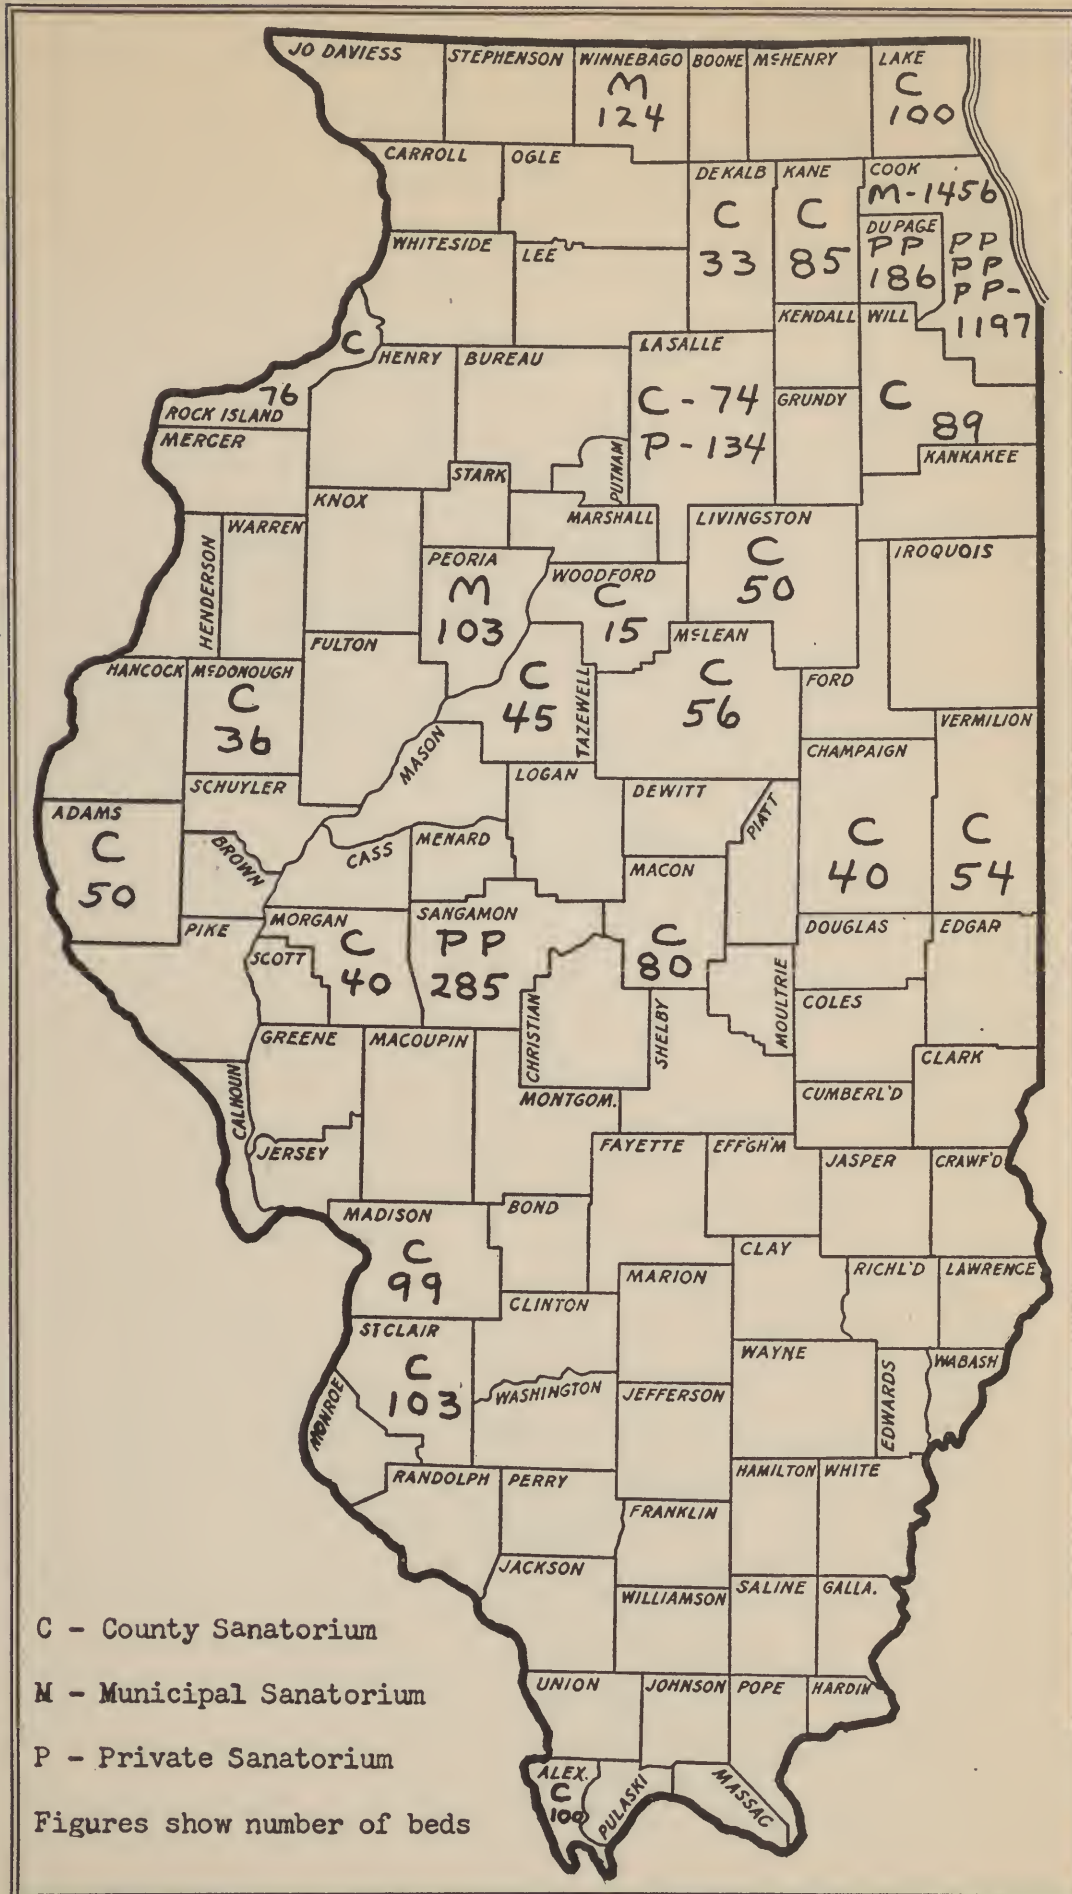 JO DAVIESS
STEPHENSON
WINNEBAGO
M
124
BOONE
McHENRY
LAKE
C
100
CARROLL
OGLE
DEKALB
C
33
KANE
C
85
COOK
M-1456
PP
PP
PP-
1197
DU PAGE
PP
186
WHITESIDE
LEE
KENDALL
WILL
C
89
ROCK ISLAND
C
76
HENRY
BUREAU
LA SALLE
C - 74
P - 134
GRUNDY
MERCER
KANKAKEE
STARK
PUTNAM
KNOX
MARSHALL
LIVINGSTON
C
50
WARREN
HENDERSON
IROQUOIS
PEORIA
M
103
WOODFORD
C
15
McLEAN
C
56
FULTON
TAZEWELL
C
45
HANCOCK
McDONOUGH
C
36
FORD
VERMILION
C
54
CHAMPAIGN
C
40
MASON
LOGAN
SCHUYLER
DEWITT
PIATT
ADAMS
C
50
BROWN
CASS
MENARD
MACON
C
80
PIKE
MORGAN
C
40
SANGAMON
PP
285
DOUGLAS
EDGAR
SCOTT
CHRISTIAN
SHELBY
MOULTRIE
COLES
GREENE
MACOUPIN
CLARK
CALHOUN
MONTGOM.
CUMBERL'D
JERSEY
FAYETTE
EFF'GH'M
JASPER
CRAWF'D
MADISON
C
99
BOND
CLAY
MARION
RICHL'D
LAWRENCE
CLINTON
ST CLAIR
C
103
WAYNE
EDWARDS
WABASH
MONROE
WASHINGTON
JEFFERSON
RANDOLPH
PERRY
HAMILTON
WHITE
FRANKLIN
JACKSON
WILLIAMSON
SALINE
GALLA.
UNION
JOHNSON
POPE
HARDIN
ALEX.
C
100
PULASKI
MASSAC
C - County Sanatorium
M - Municipal Sanatorium
P - Private Sanatorium
Figures show number of beds